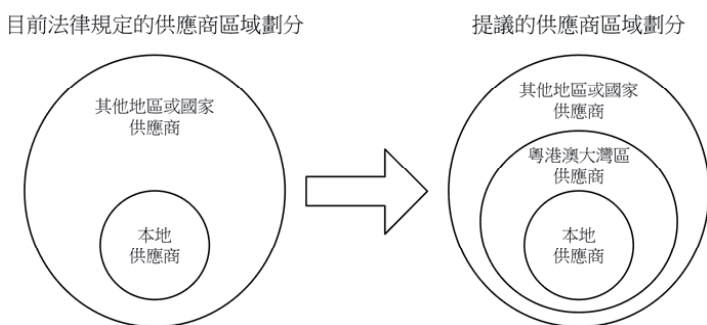 目前法律規定的供應商區域劃分
其他地區或國家
供應商
本地
供應商
提議的供應商區域劃分
其他地區或國家
供應商
粵港澳大灣區
供應商
本地
供應商